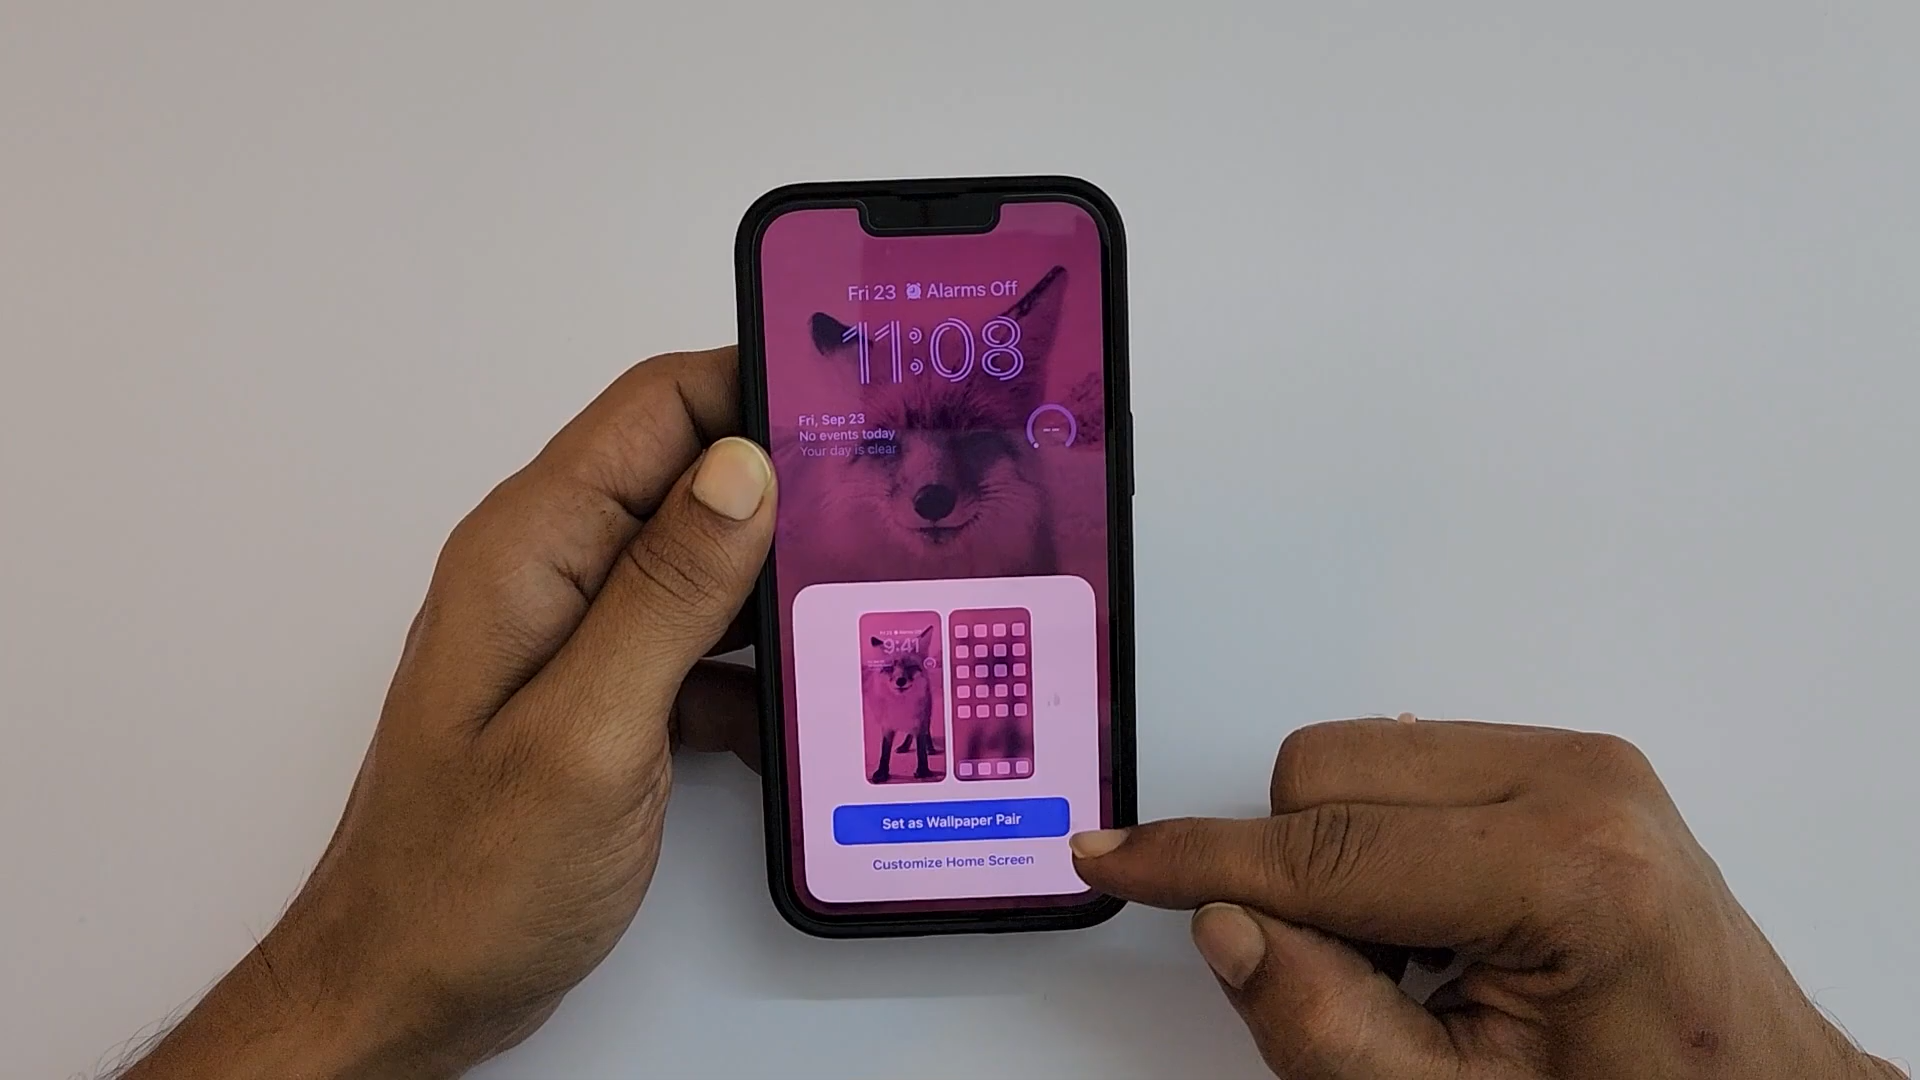 Fri 23 Alarms Off
11:08
Fri, Sep 23
No events today
Your day is clear
--
9:41
Set as Wallpaper Pair
Customize Home Screen